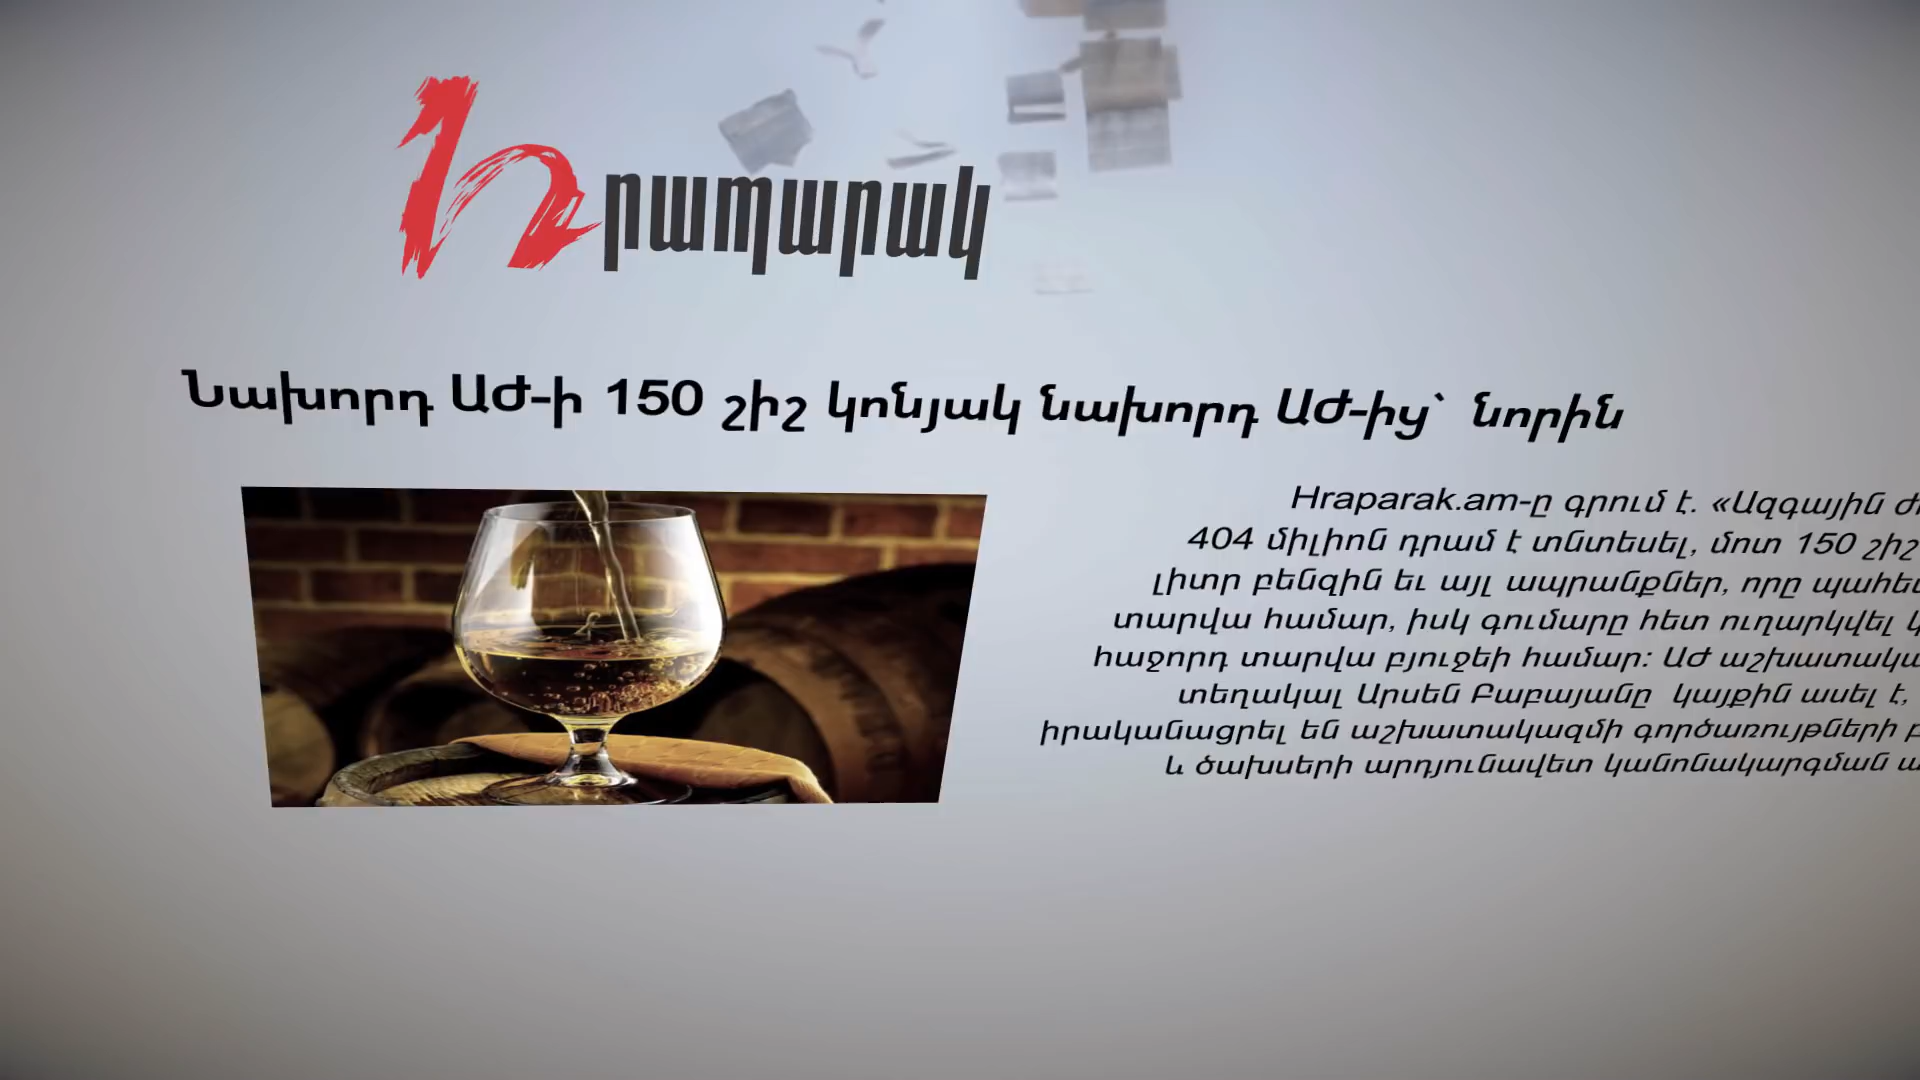 Հրապարակ
Նախորդ ԱԺ-ի 150 շիշ կոնյակ նախորդ ԱԺ-ից՝ նորին
Hraparak.am-ը գրում է. «Ազգային
404 միլիոն դրամ է տնտեսել, մոտ 150 շիշ
լիտր բենզին եւ այլ ապրանքներ, որը
տարվա համար, իսկ գումարը հետ ուղարկվել
հաջորդ տարվա բյուջեի համար: ԱԺ
տեղակալ Արսեն Բաբայանը կայքին ասել է,
իրականացրել են աշխատակազմի գործառույթների
և ծախսերի արդյունավետ կանոնակարգման